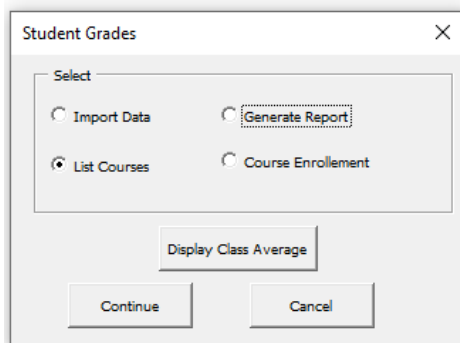 Student Grades
Select
Import Data
Generate Report
List Courses
Course Enrollement
Display Class Average
Continue
Cancel